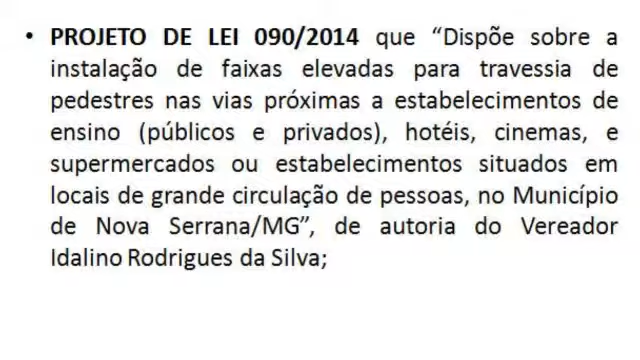 • PROJETO DE LEI 090/2014 que “Dispõe sobre a
instalação de faixas elevadas para travessia de
pedestres nas vias próximas a estabelecimentos de
ensino (públicos e privados), hotéis, cinemas, e
supermercados ou estabelecimentos situados em
locais de grande circulação de pessoas, no Município
de Nova Serrana/MG”, de autoria do Vereador
Idalino Rodrigues da Silva;